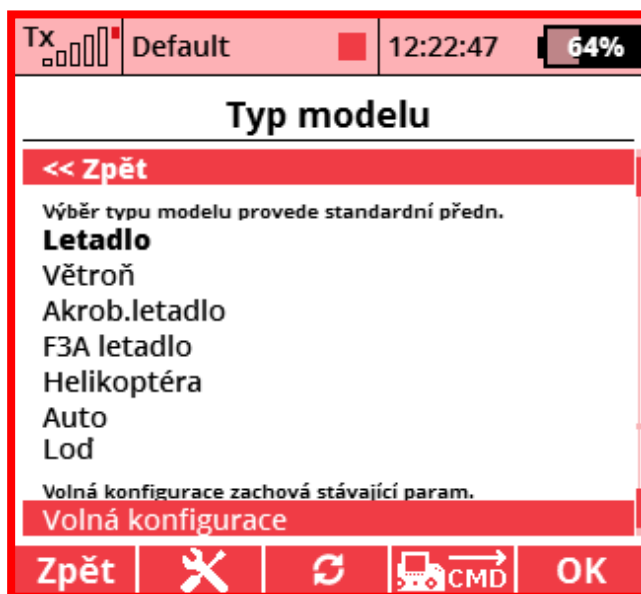 Tx Default 12:22:47 64%
Typ modelu
<< Zpět
Výběr typu modelu provede standardní předn.
Letadlo
Větroň
Akrob.letadlo
F3A letadlo
Helikoptéra
Auto
Loď
Volná konfigurace zachová stávající param.
Volná konfigurace
Zpět CMD OK